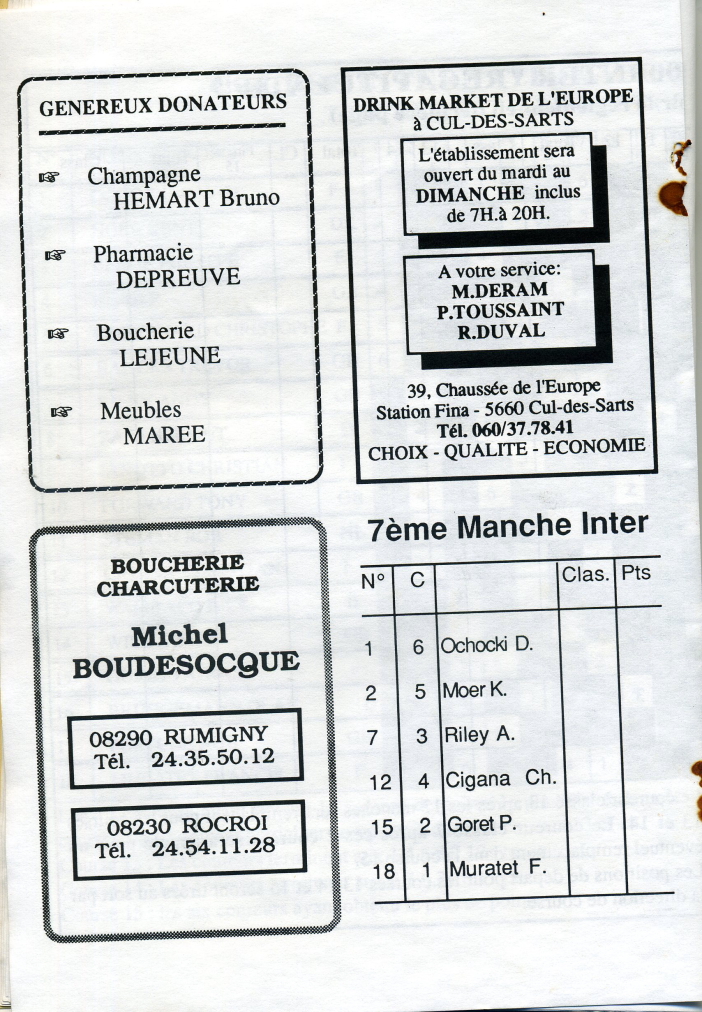 GENEREUX DONATEURS
☞ Champagne
HEMART Bruno
☞ Pharmacie
DEPREUVE
☞ Boucherie
LEJEUNE
☞ Meubles
MAREE
DRINK MARKET DE L'EUROPE
à CUL-DES-SARTS
L'établissement sera
ouvert du mardi au
DIMANCHE inclus
de 7H.à 20H.
A votre service:
M.DERAM
P.TOUSSAINT
R.DUVAL
39, Chaussée de l'Europe
Station Fina - 5660 Cul-des-Sarts
Tél. 060/37.78.41
CHOIX - QUALITE - ECONOMIE
BOUCHERIE
CHARCUTERIE
Michel
BOUDESOCQUE
08290 RUMIGNY
Tél. 24.35.50.12
08230 ROCROI
Tél. 24.54.11.28
7ème Manche Inter
N° C Clas. Pts
1 6 Ochocki D.
2 5 Moer K.
7 3 Riley A.
12 4 Cigana Ch.
15 2 Goret P.
18 1 Muratet F.